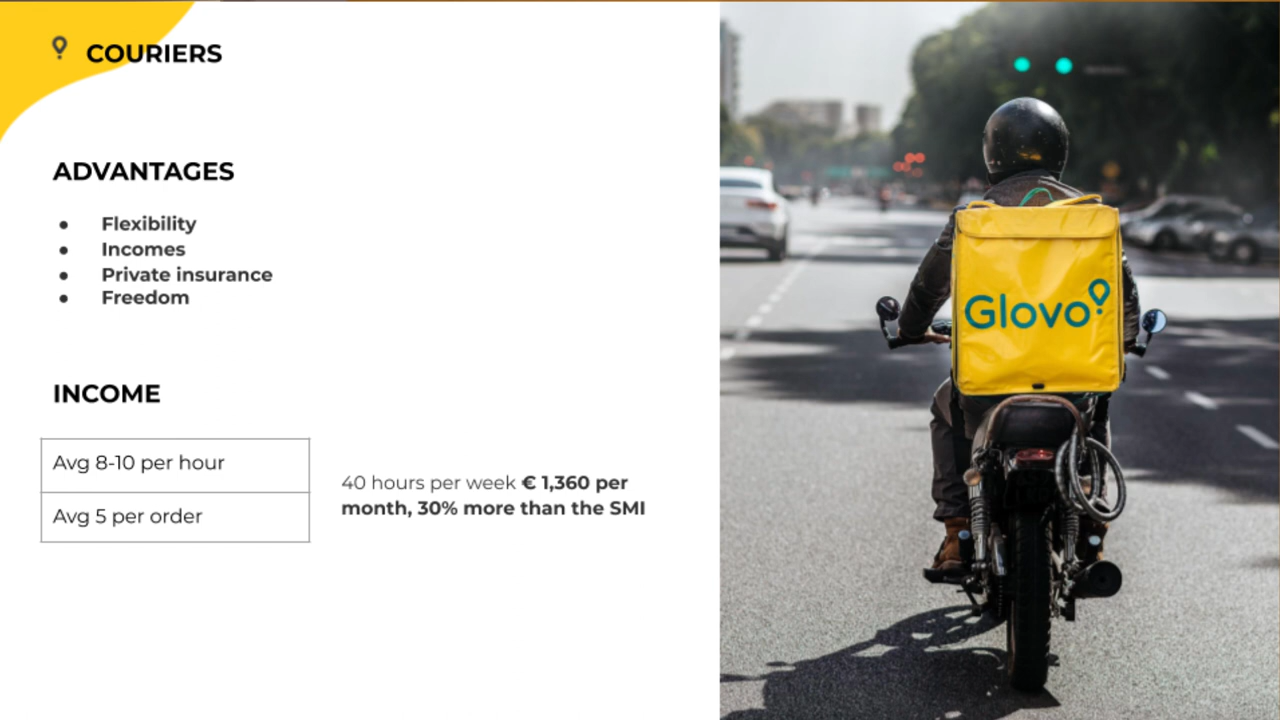 COURIERS
ADVANTAGES
● Flexibility
● Incomes
● Private insurance
● Freedom
INCOME
Avg 8-10 per hour
Avg 5 per order
40 hours per week € 1,360 per
month, 30% more than the SMI
Glovo